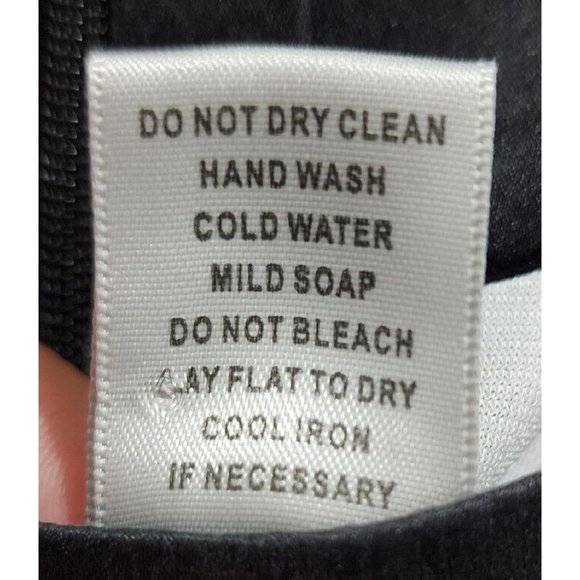 DO NOT DRY CLEAN
HAND WASH
COLD WATER
MILD SOAP
DO NOT BLEACH
LAY FLAT TO DRY
COOL IRON
IF NECESSARY